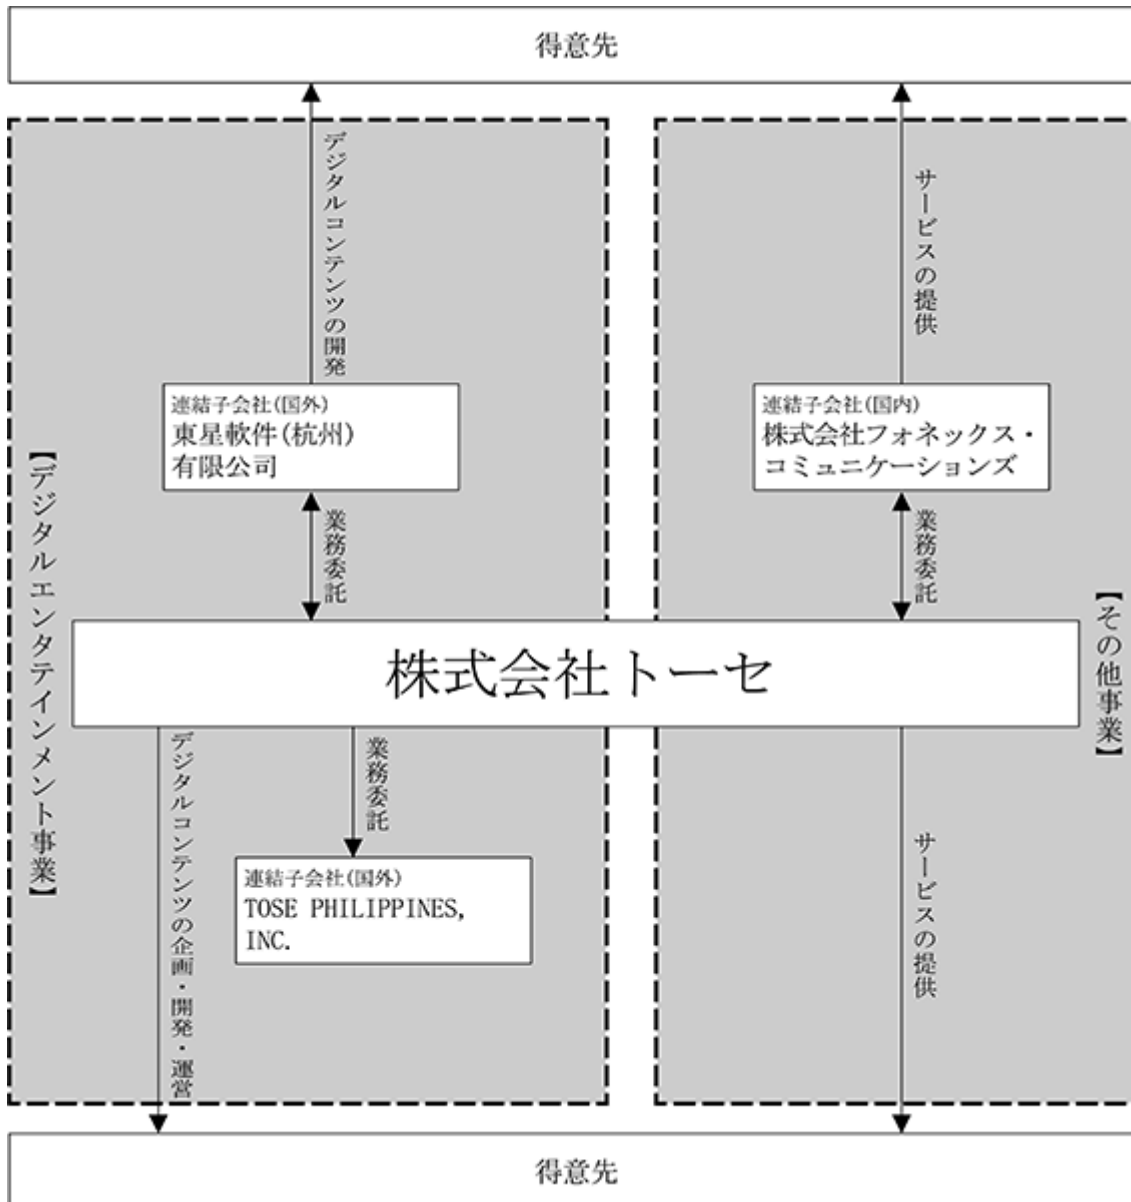 得意先
デジタルコンテンツの開発
サービスの提供
連結子会社(国外)
東星軟件(杭州)
有限公司
連結子会社(国内)
株式会社フォネックス・
コミュニケーションズ
業務委託
業務委託
【デジタルエンタテインメント事業】
【その他事業】
株式会社トーセ
デジタルコンテンツの企画・開発・運営
業務委託
サービスの提供
連結子会社(国外)
TOSE PHILIPPINES,
INC.
得意先